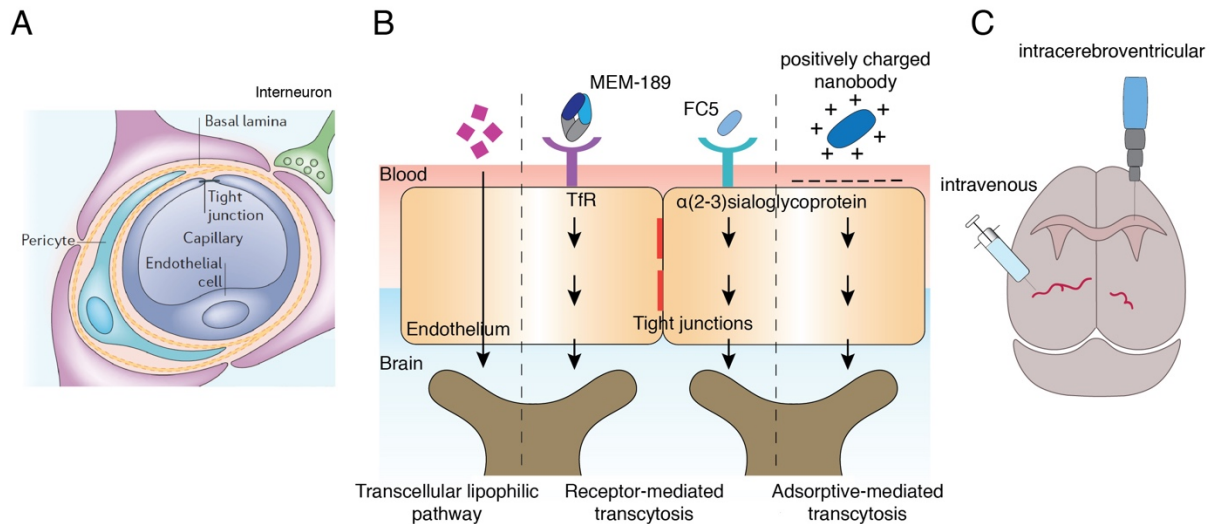 A
Interneuron
Basal lamina
Tight
junction
Capillary
Pericyte
Endothelial
cell
B
MEM-189
FC5
positively charged
nanobody
+ + + + + + + +
Blood
TfR
α(2-3)sialoglycoprotein
Endothelium
Tight junctions
Brain
Transcellular lipophilic
pathway
Receptor-mediated
transcytosis
Adsorptive-mediated
transcytosis
C
intracerebroventricular
intravenous